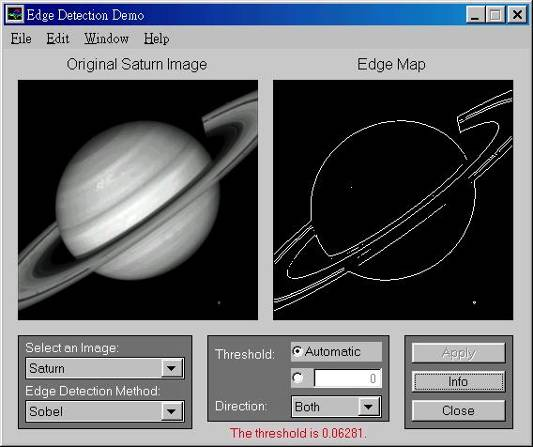 Edge Detection Demo
File Edit Window Help
Original Saturn Image Edge Map
Select an Image:
Saturn
Edge Detection Method:
Sobel
Threshold:
Automatic
0
Direction:
Both
Apply
Info
Close
The threshold is 0.06281.